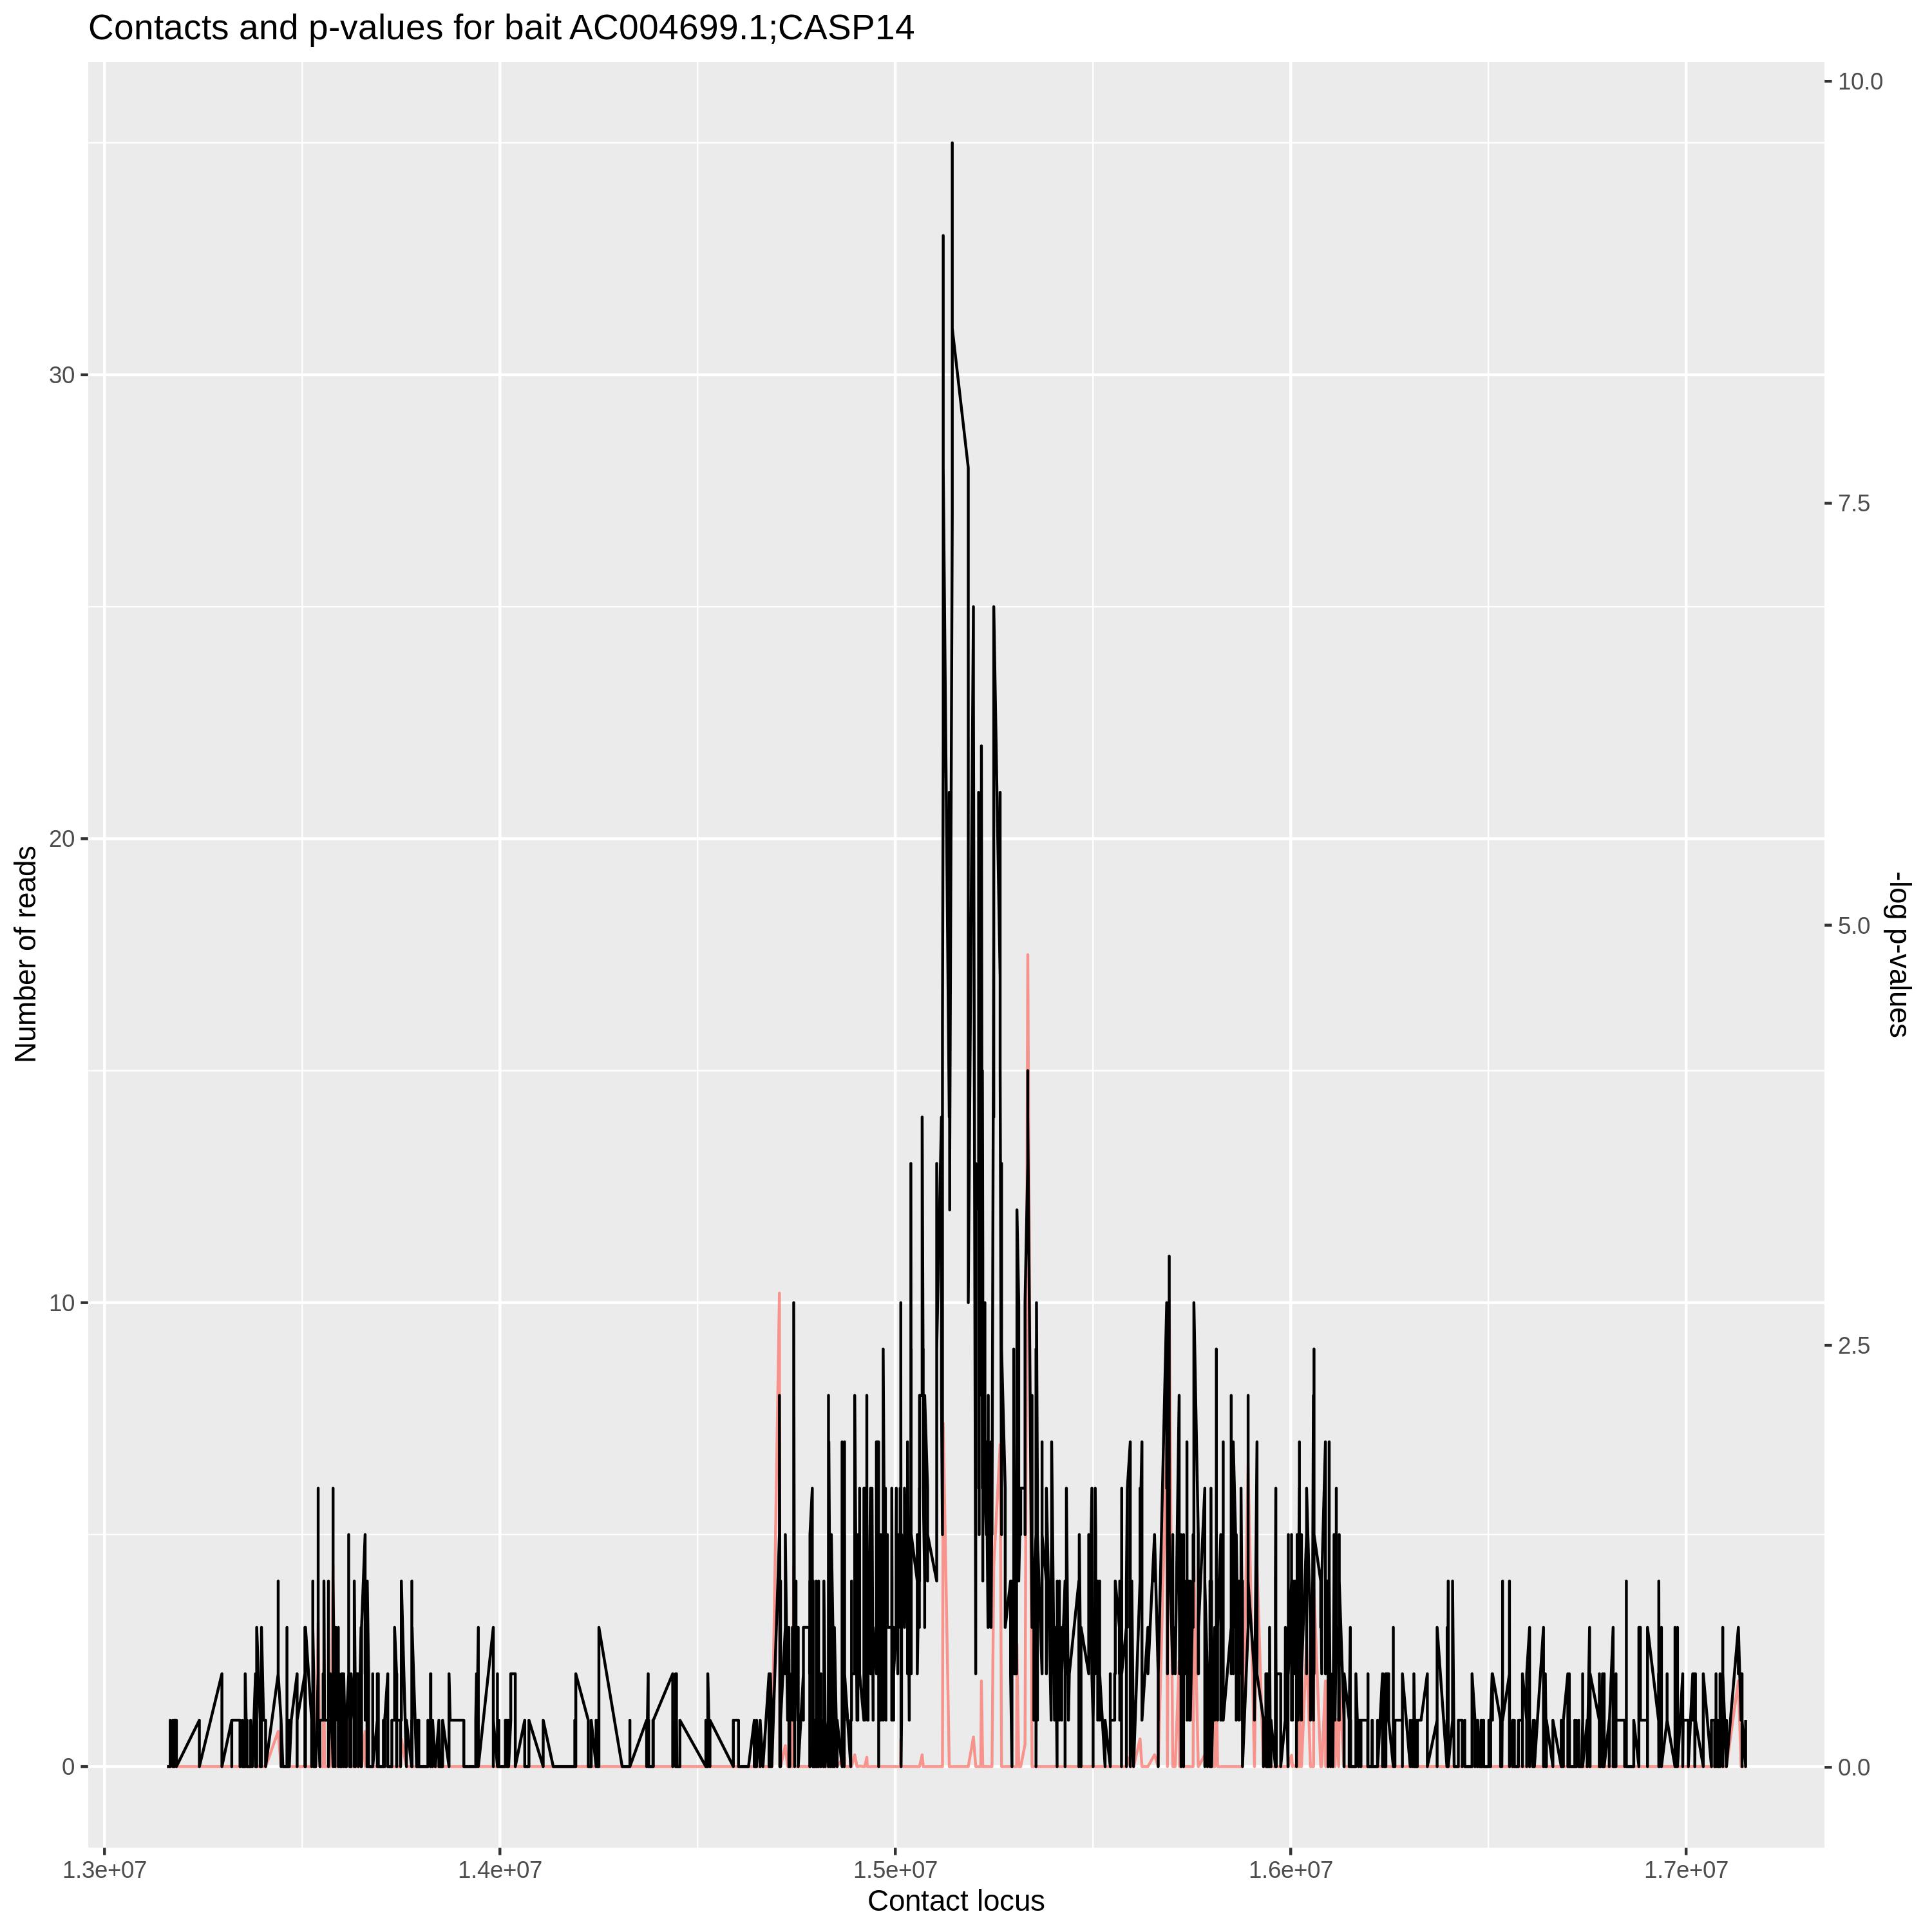 Contacts and p-values for bait AC004699.1;CASP14
10.0
30
7.5
20
5.0
Number of reads
-log p-values
10
2.5
0
0.0
1.3e+07 1.4e+07 1.5e+07 1.6e+07 1.7e+07
Contact locus